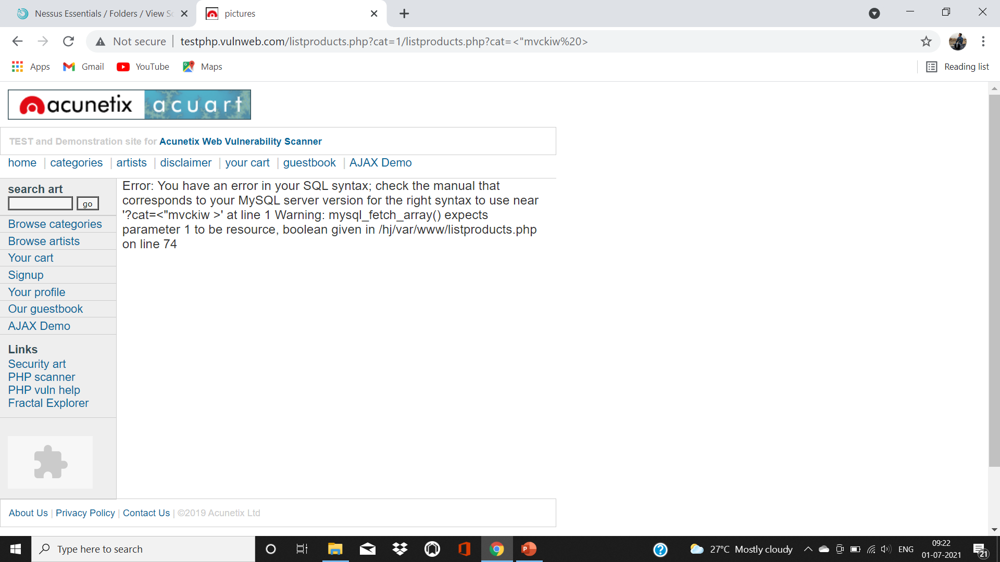 Nessus Essentials / Folders / View Sc
pictures
Not secure
testphp.vulnweb.com/listproducts.php?cat=1/listproducts.php?cat=<"mvckiw%20>
Apps
Gmail
YouTube
Maps
Reading list
acunetix acuart
TEST and Demonstration site for Acunetix Web Vulnerability Scanner
home | categories | artists | disclaimer | your cart | guestbook | AJAX Demo
search art
go
Browse categories
Browse artists
Your cart
Signup
Your profile
Our guestbook
AJAX Demo
Links
Security art
PHP scanner
PHP vuln help
Fractal Explorer
Error: You have an error in your SQL syntax; check the manual that
corresponds to your MySQL server version for the right syntax to use near
'?cat=<"mvckiw >' at line 1 Warning: mysql_fetch_array() expects
parameter 1 to be resource, boolean given in /hj/var/www/listproducts.php
on line 74
About Us | Privacy Policy | Contact Us | ©2019 Acunetix Ltd
Type here to search
27°C Mostly cloudy
ENG
09:22
01-07-2021
21